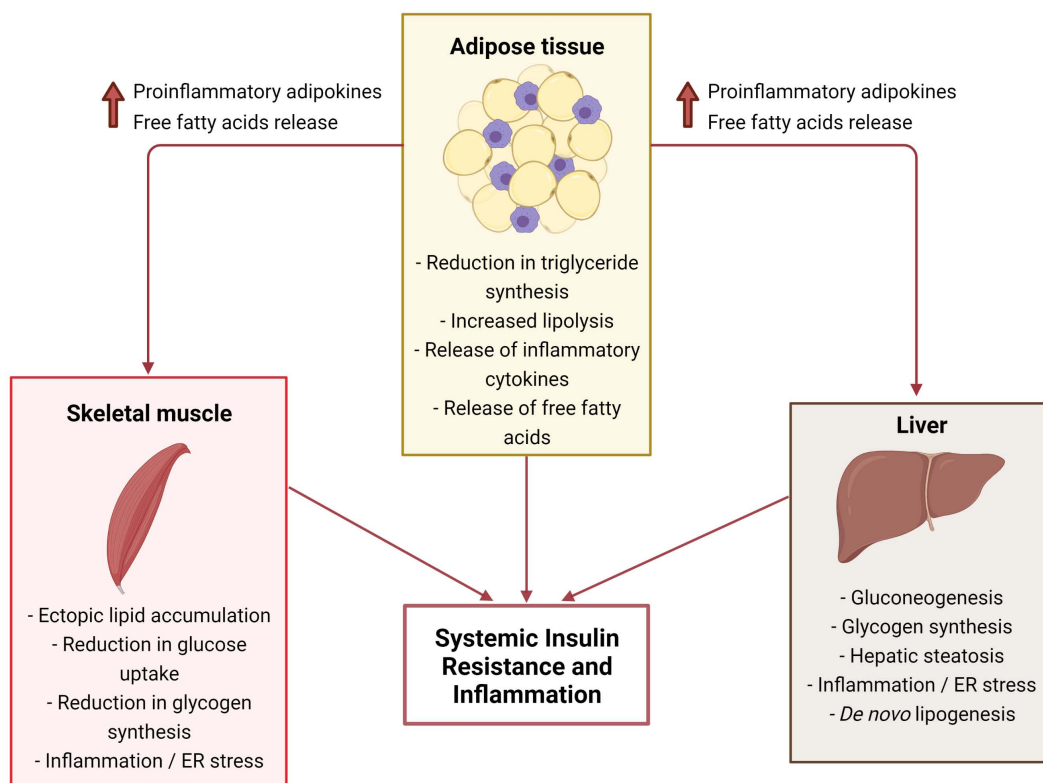 Adipose tissue
Proinflammatory adipokines
Free fatty acids release
Proinflammatory adipokines
Free fatty acids release
- Reduction in triglyceride
synthesis
- Increased lipolysis
- Release of inflammatory
cytokines
- Release of free fatty
acids
Skeletal muscle
- Ectopic lipid accumulation
- Reduction in glucose
uptake
- Reduction in glycogen
synthesis
- Inflammation / ER stress
Systemic Insulin
Resistance and
Inflammation
Liver
- Gluconeogenesis
- Glycogen synthesis
- Hepatic steatosis
- Inflammation / ER stress
- De novo lipogenesis